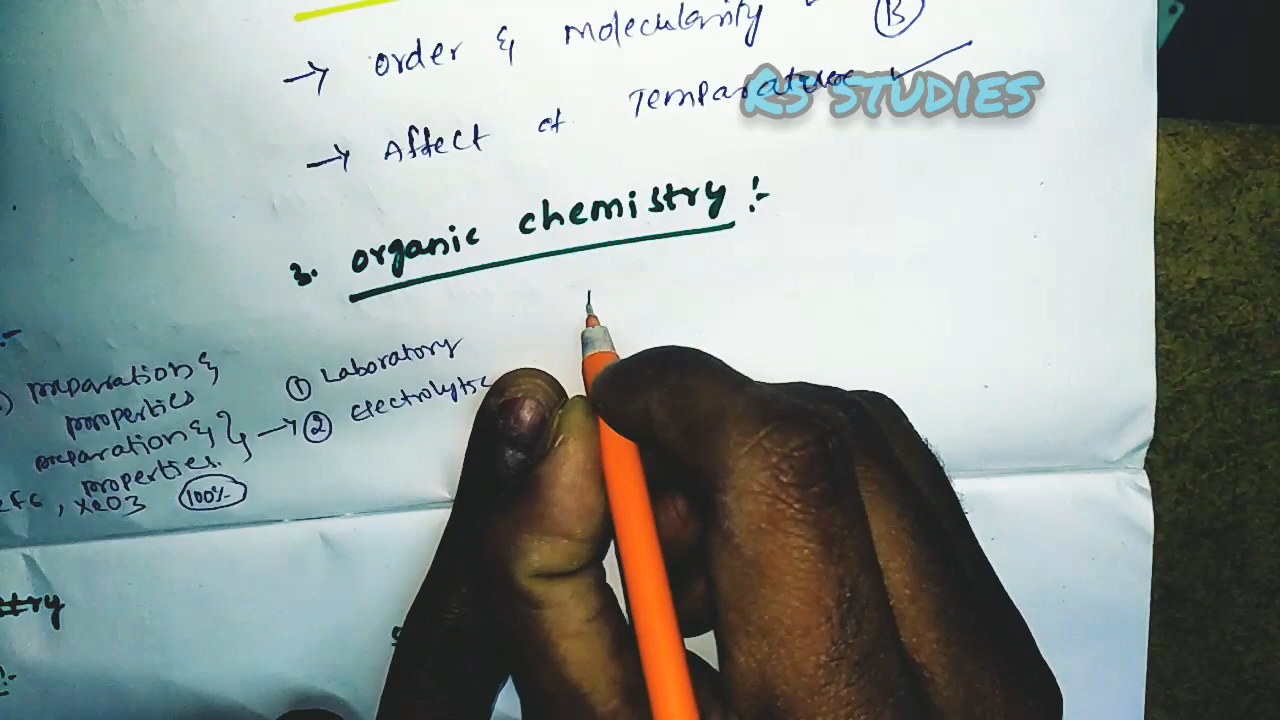 → order & molecularity Ⓑ
→ Affect of Temparature ✓
RS STUDIES
3. organic chemistry :-
preparation &
properties
① Laboratory
preparation & } → ② Electrolytic
properties.
XeO3 100%